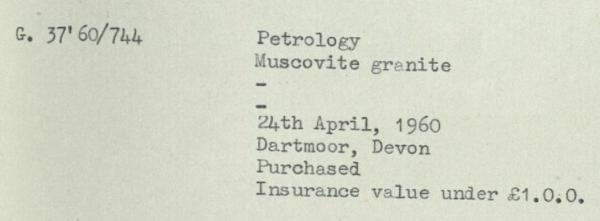 G. 37'60/744 Petrology
Muscovite granite
-
-
24th April, 1960
Dartmoor, Devon
Purchased
Insurance value under £1.0.0.